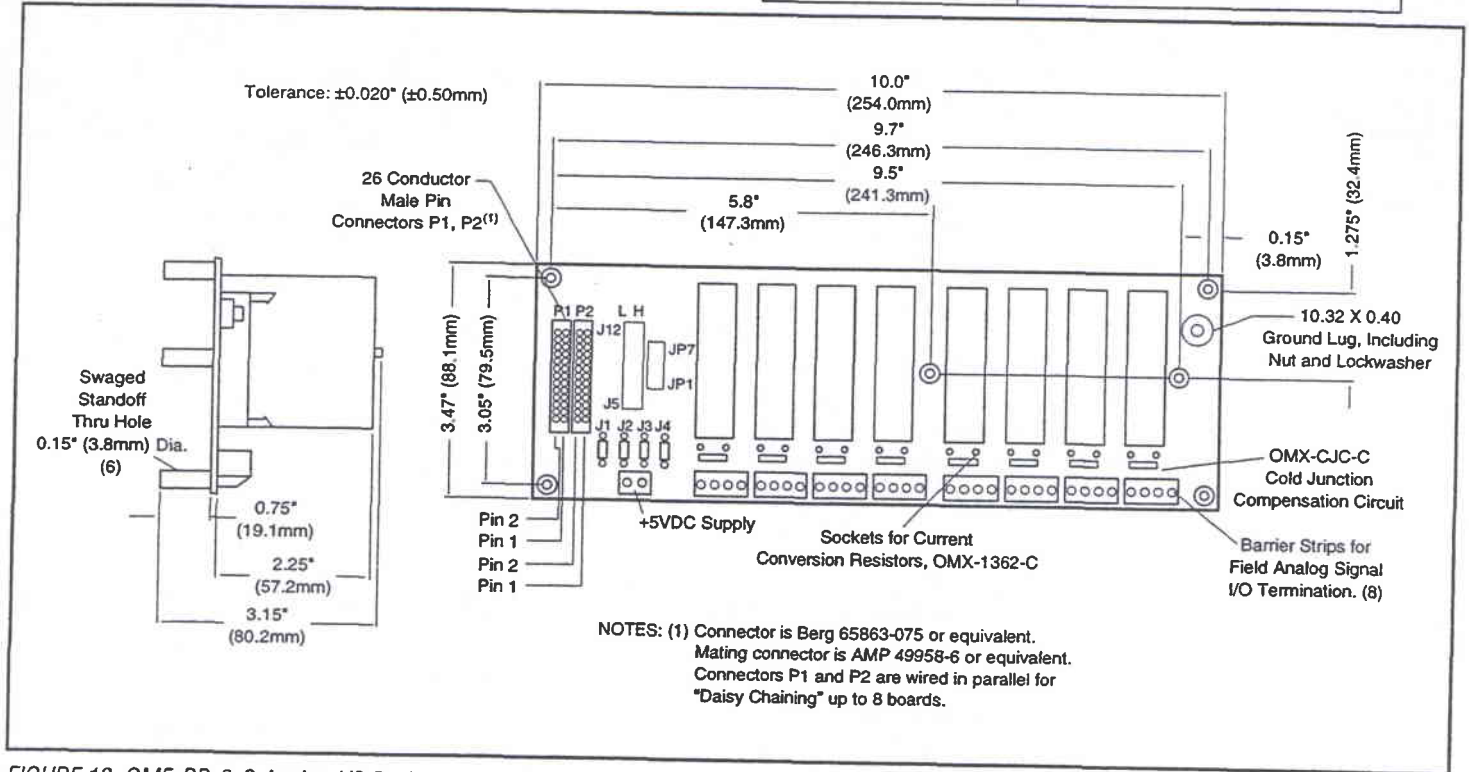 Tolerance: ±0.020" (±0.50mm)
10.0"
(254.0mm)
9.7"
(246.3mm)
9.5"
(241.3mm)
5.8"
(147.3mm)
1.275" (32.4mm)
0.15"
(3.8mm)
26 Conductor
Male Pin
Connectors P1, P2(1)
10.32 X 0.40
Ground Lug, Including
Nut and Lockwasher
P1 P2
L H
J12
JP7
JP1
J5
J1 J2 J3 J4
3.47" (88.1mm)
3.05" (79.5mm)
Swaged
Standoff
Thru Hole
0.15" (3.8mm) Dia.
(6)
0.75"
(19.1mm)
2.25"
(57.2mm)
3.15"
(80.2mm)
Pin 2
Pin 1
Pin 2
Pin 1
+5VDC Supply
Sockets for Current
Conversion Resistors, OMX-1362-C
OMX-CJC-C
Cold Junction
Compensation Circuit
Barrier Strips for
Field Analog Signal
I/O Termination. (8)
NOTES: (1) Connector is Berg 65863-075 or equivalent.
Mating connector is AMP 49958-6 or equivalent.
Connectors P1 and P2 are wired in parallel for
"Daisy Chaining" up to 8 boards.